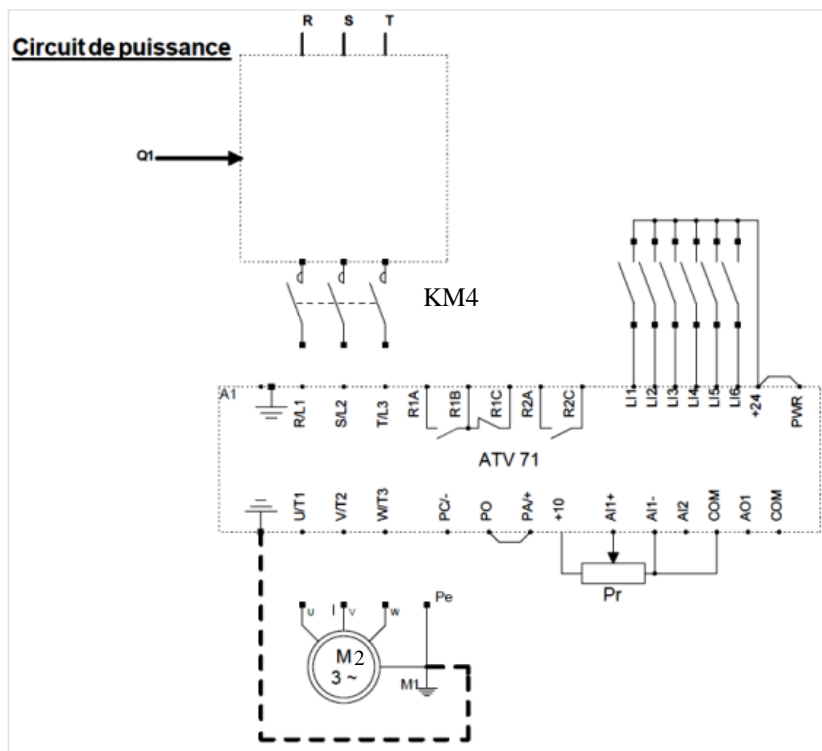 R S T
Circuit de puissance
Q1
KM4
A1
R/L1 S/L2 T/L3 R1A R1B R1C R2A R2C LI1 LI2 LI3 LI4 LI5 LI6 +24 PWR
ATV 71
U/T1 V/T2 W/T3 PC/- PO PA/+ +10 AI1+ AI1- AI2 COM AO1 COM
Pr
U V W Pe
M2
3 ~
M1